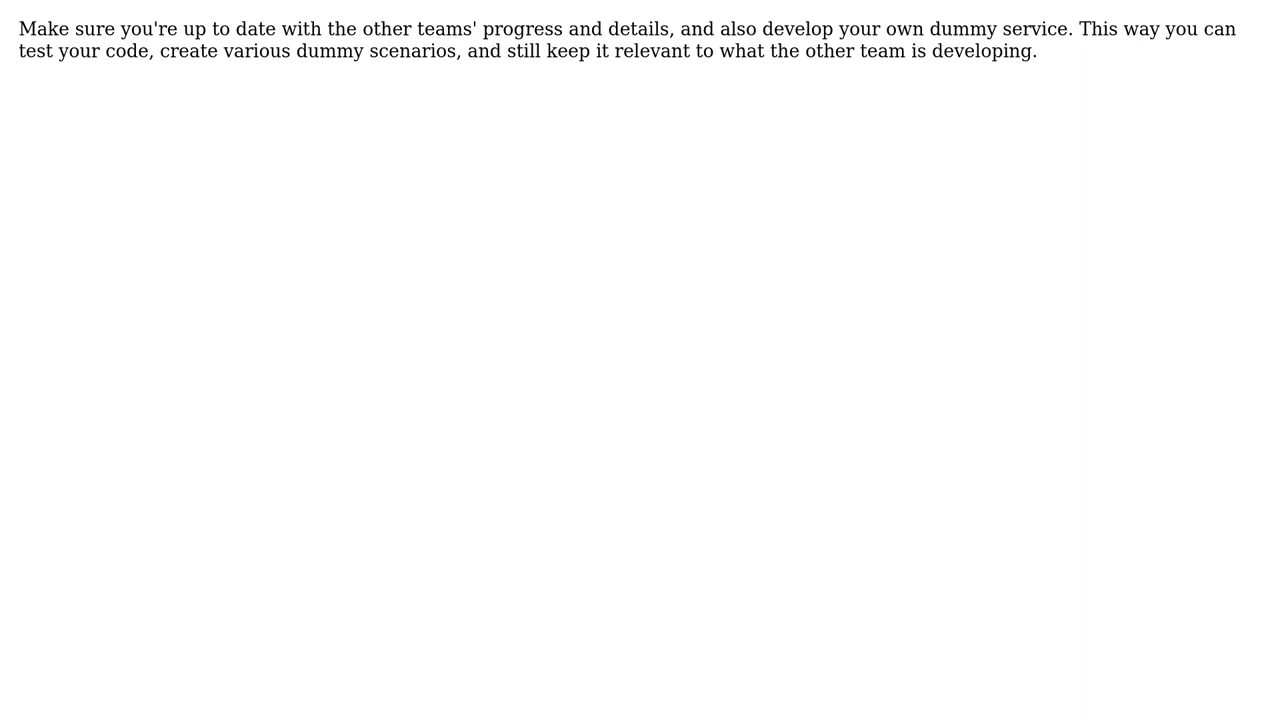 Make sure you're up to date with the other teams' progress and details, and also develop your own dummy service. This way you can
test your code, create various dummy scenarios, and still keep it relevant to what the other team is developing.